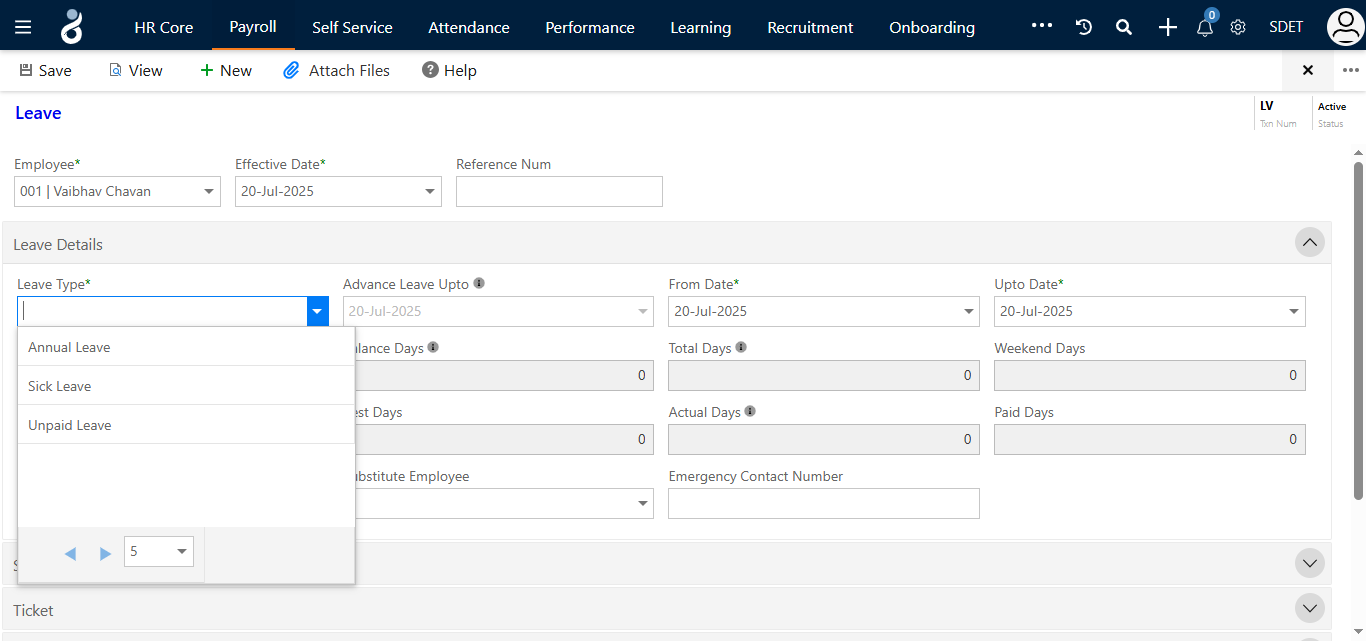 HR Core Payroll Self Service Attendance Performance Learning Recruitment Onboarding ••• 0 SDET
Save View + New Attach Files ? Help ✕ •••
Leave LV Active
Txn Num Status
Employee* Effective Date* Reference Num
001 | Vaibhav Chavan 20-Jul-2025
Leave Details
Leave Type* Advance Leave Upto From Date* Upto Date*
20-Jul-2025 20-Jul-2025 20-Jul-2025
Annual Leave Total Days Weekend Days
0 0 0
Sick Leave
Days Actual Days Paid Days
Unpaid Leave 0 0 0
Employee Emergency Contact Number
5
Ticket